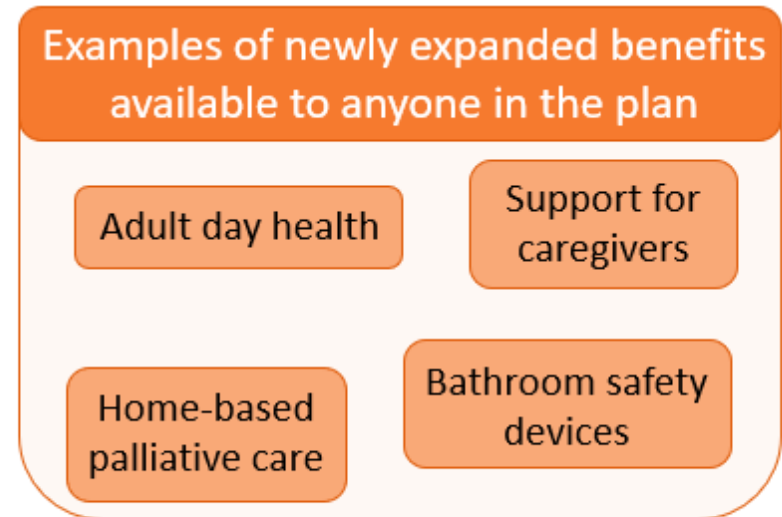 Examples of newly expanded benefits
available to anyone in the plan
Adult day health
Support for
caregivers
Home-based
palliative care
Bathroom safety
devices